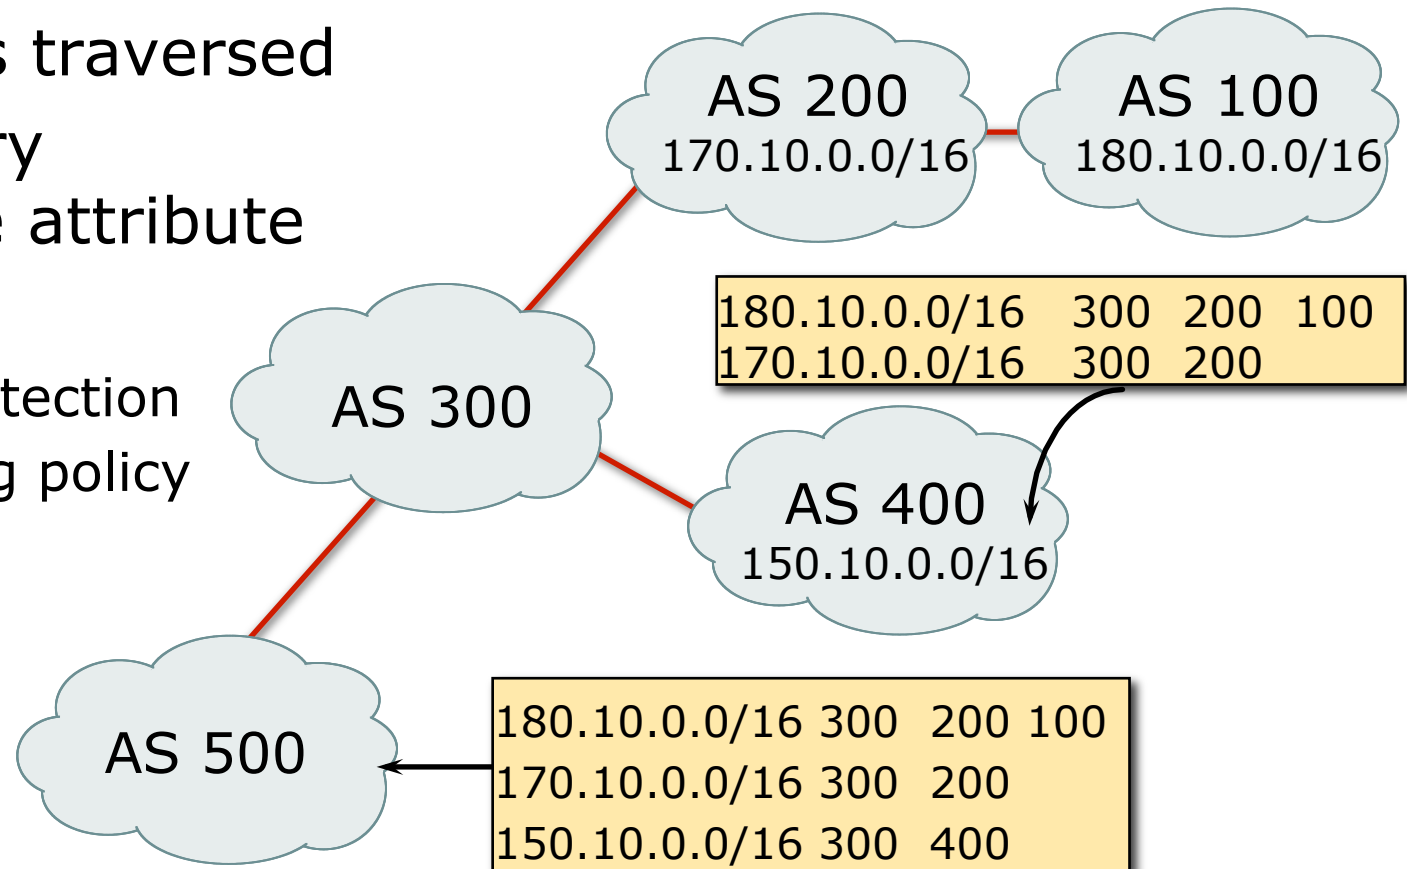 s traversed
ry
e attribute
tection
g policy
AS 200
170.10.0.0/16
AS 100
180.10.0.0/16
180.10.0.0/16 300 200 100
170.10.0.0/16 300 200
AS 300
AS 400
150.10.0.0/16
AS 500
180.10.0.0/16 300 200 100
170.10.0.0/16 300 200
150.10.0.0/16 300 400